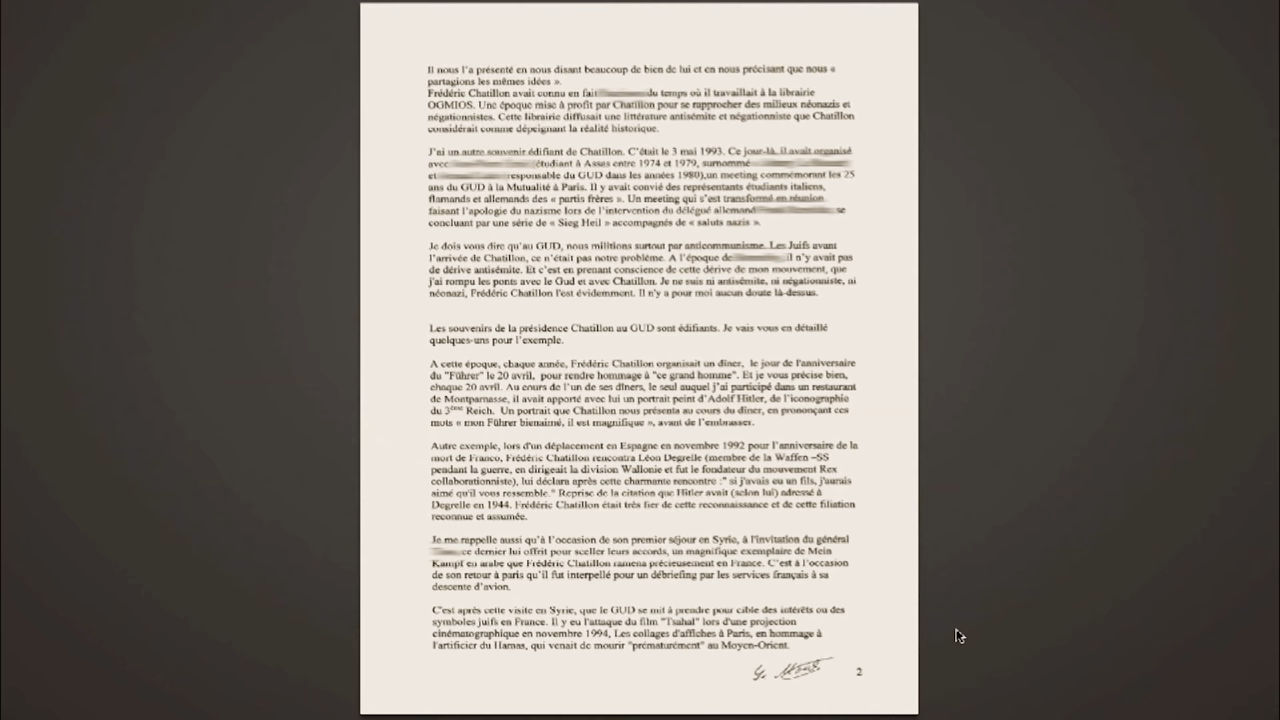 Il nous l'a présenté en nous disant beaucoup de bien de lui et en nous précisant que nous «
partagions les mêmes idées ».
Frédéric Chatillon avait connu en fait du temps où il travaillait à la librairie
OGMIOS. Une époque mise à profit par Chatillon pour se rapprocher des milieux néonazis et
négationnistes. Cette librairie diffusait une littérature antisémite et négationniste que Chatillon
considérait comme dépeignant la réalité historique.
J'ai un autre souvenir édifiant de Chatillon. C'était le 3 mai 1993. Ce jour-là, il avait organisé
avec étudiant à Assas entre 1974 et 1979, surnommé
et responsable du GUD dans les années 1980),un meeting commémorant les 25
ans du GUD à la Mutualité à Paris. Il y avait convié des représentants étudiants italiens,
flamands et allemands des « partis frères ». Un meeting qui s'est transformé en réunion
faisant l'apologie du nazisme lors de l'intervention du délégué allemand se
concluant par une série de « Sieg Heil » accompagnés de « saluts nazis ».
Je dois vous dire qu'au GUD, nous militions surtout par anticommunisme. Les Juifs avant
l'arrivée de Chatillon, ce n'était pas notre problème. A l'époque de il n'y avait pas
de dérive antisémite. Et c'est en prenant conscience de cette dérive de mon mouvement, que
j'ai rompu les ponts avec le Gud et avec Chatillon. Je ne suis ni antisémite, ni négationniste, ni
néonazi, Frédéric Chatillon l'est évidemment. Il n'y a pour moi aucun doute là-dessus.
Les souvenirs de la présidence Chatillon au GUD sont édifiants. Je vais vous en détaillé
quelques-uns pour l'exemple.
A cette époque, chaque année, Frédéric Chatillon organisait un dîner, le jour de l'anniversaire
du "Führer" le 20 avril, pour rendre hommage à "ce grand homme". Et je vous précise bien,
chaque 20 avril. Au cours de l'un de ses dîners, le seul auquel j'ai participé dans un restaurant
de Montparnasse, il avait apporté avec lui un portrait peint d'Adolf Hitler, de l'iconographie
du 3ème Reich. Un portrait que Chatillon nous présenta au cours du dîner, en prononçant ces
mots « mon Führer bienaimé, il est magnifique », avant de l'embrasser.
Autre exemple, lors d'un déplacement en Espagne en novembre 1992 pour l'anniversaire de la
mort de Franco, Frédéric Chatillon rencontra Léon Degrelle (membre de la Waffen –SS
pendant la guerre, en dirigeait la division Wallonie et fut le fondateur du mouvement Rex
collaborationniste), lui déclara après cette charmante rencontre :" si j'avais eu un fils, j'aurais
aimé qu'il vous ressemble." Reprise de la citation que Hitler avait (selon lui) adressé à
Degrelle en 1944. Frédéric Chatillon était très fier de cette reconnaissance et de cette filiation
reconnue et assumée.
Je me rappelle aussi qu'à l'occasion de son premier séjour en Syrie, à l'invitation du général
ce dernier lui offrit pour sceller leurs accords, un magnifique exemplaire de Mein
Kampf en arabe que Frédéric Chatillon ramena précieusement en France. C'est à l'occasion
de son retour à paris qu'il fut interpellé pour un débriefing par les services français à sa
descente d'avion.
C'est après cette visite en Syrie, que le GUD se mit à prendre pour cible des intérêts ou des
symboles juifs en France. Il y eu l'attaque du film "Tsahal" lors d'une projection
cinématographique en novembre 1994, Les collages d'affiches à Paris, en hommage à
l'artificier du Hamas, qui venait de mourir "prématurément" au Moyen-Orient.
2